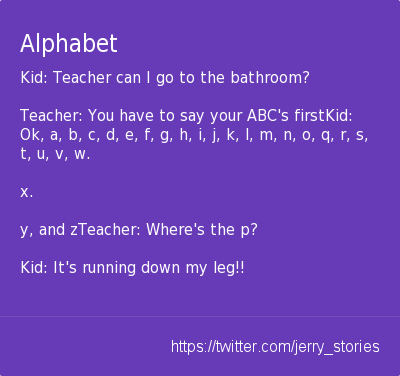 Alphabet
Kid: Teacher can I go to the bathroom?
Teacher: You have to say your ABC's firstKid:
Ok, a, b, c, d, e, f, g, h, i, j, k, l, m, n, o, q, r, s,
t, u, v, w.
x.
y, and zTeacher: Where's the p?
Kid: It's running down my leg!!
https://twitter.com/jerry_stories